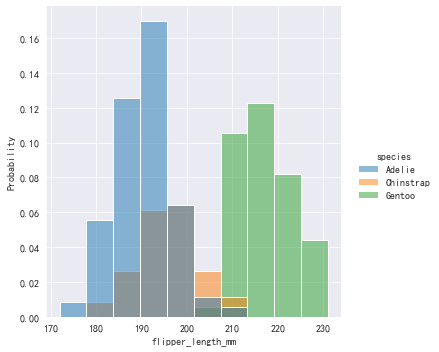 0.16
0.14
0.12
0.10
0.08
0.06
0.04
0.02
0.00
Probability
170 180 190 200 210 220 230
flipper_length_mm
species
Adelie
Chinstrap
Gentoo